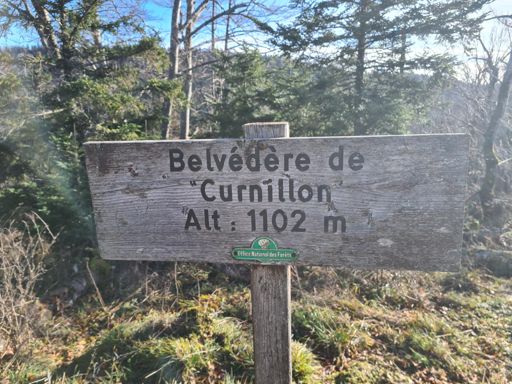 Belvédère de
"Curnillon"
Alt : 1102 m
Office National des Forêts